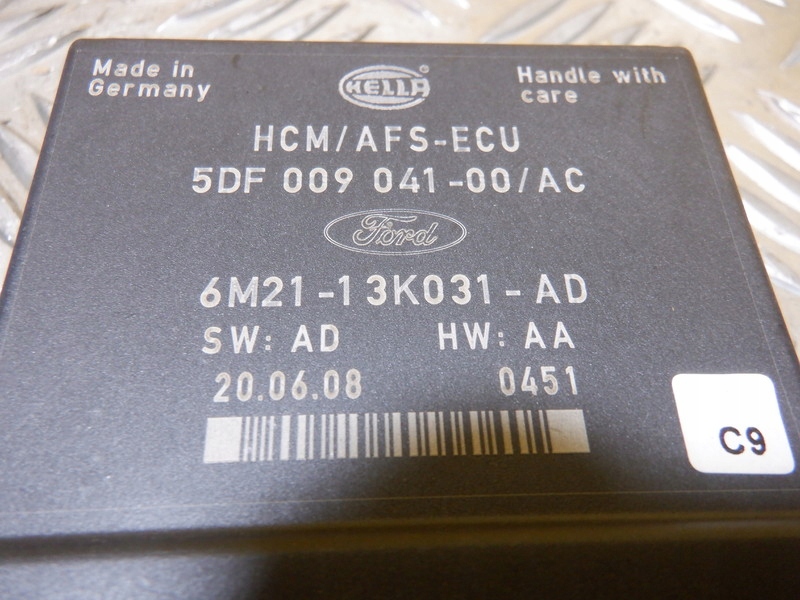 Made in
Germany
HELLA®
Handle with
care
HCM/AFS-ECU
5DF 009 041-00/AC
Ford
6M21-13K031-AD
SW: AD HW: AA
20.06.08 0451
C9